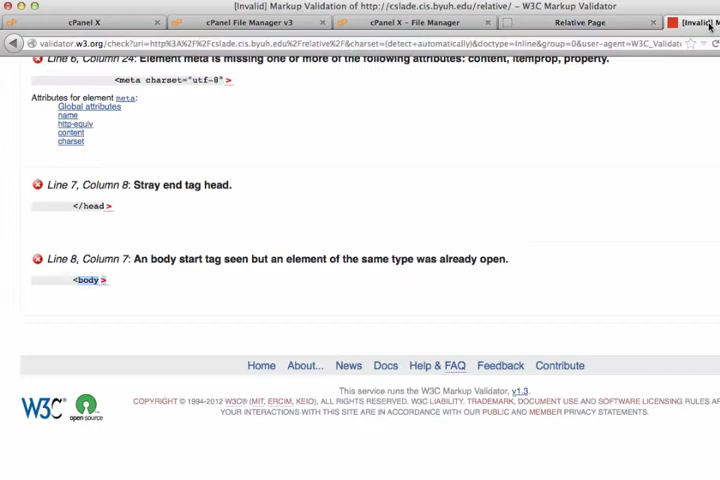 [Invalid] Markup Validation of http://cslade.cis.byuh.edu/relative/ - W3C Markup Validator
cPanel X
cPanel File Manager v3
cPanel X - File Manager
Relative Page
[Invalid] M
validator.w3.org/check?uri=http%3A%2F%2Fcslade.cis.byuh.edu%2Frelative%2F&charset=(detect+automatically)&doctype=Inline&group=0&user-agent=W3C_Validato
Line 6, Column 24: Element meta is missing one or more of the following attributes: content, itemprop, property.
<meta charset="utf-8">
Attributes for element meta:
Global attributes
name
http-equiv
content
charset
Line 7, Column 8: Stray end tag head.
</head>
Line 8, Column 7: An body start tag seen but an element of the same type was already open.
<body>
Home About... News Docs Help & FAQ Feedback Contribute
This service runs the W3C Markup Validator, v1.3.
W3C open source
COPYRIGHT © 1994-2012 W3C® (MIT, ERCIM, KEIO), ALL RIGHTS RESERVED. W3C LIABILITY, TRADEMARK, DOCUMENT USE AND SOFTWARE LICENSING RULES
YOUR INTERACTIONS WITH THIS SITE ARE IN ACCORDANCE WITH OUR PUBLIC AND MEMBER PRIVACY STATEMENTS.